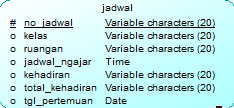 jadwal
# no_jadwal Variable characters (20)
o kelas Variable characters (20)
o ruangan Variable characters (20)
o jadwal_ngajar Time
o kehadiran Variable characters (20)
o total_kehadiran Variable characters (20)
o tgl_pertemuan Date